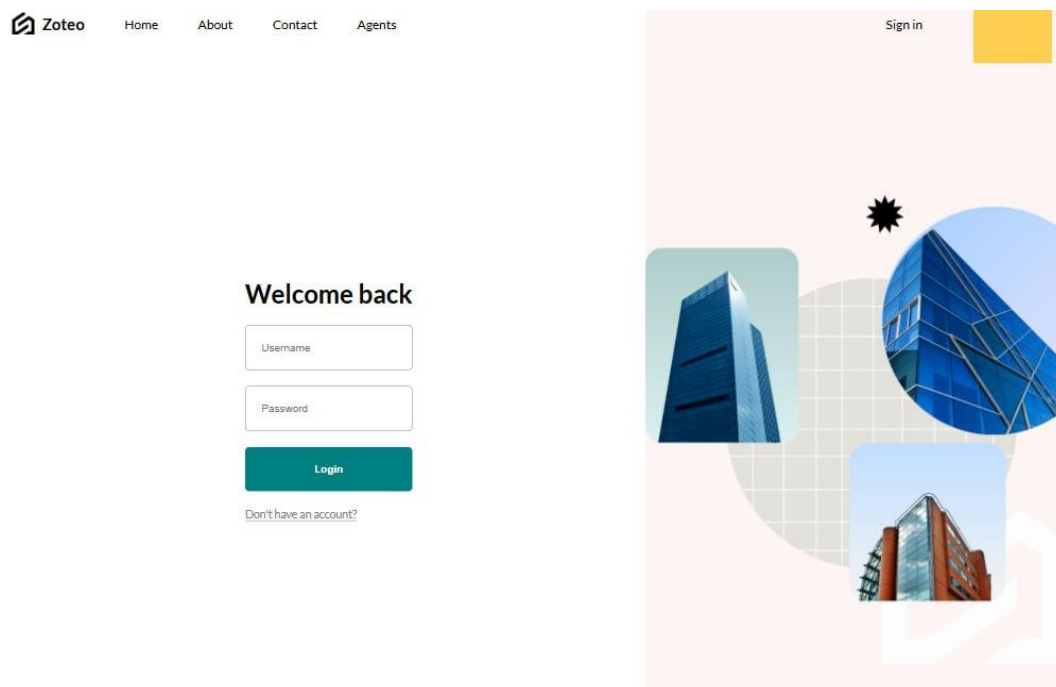 Zoteo Home About Contact Agents Sign in
Welcome back
Username
Password
Login
Don't have an account?